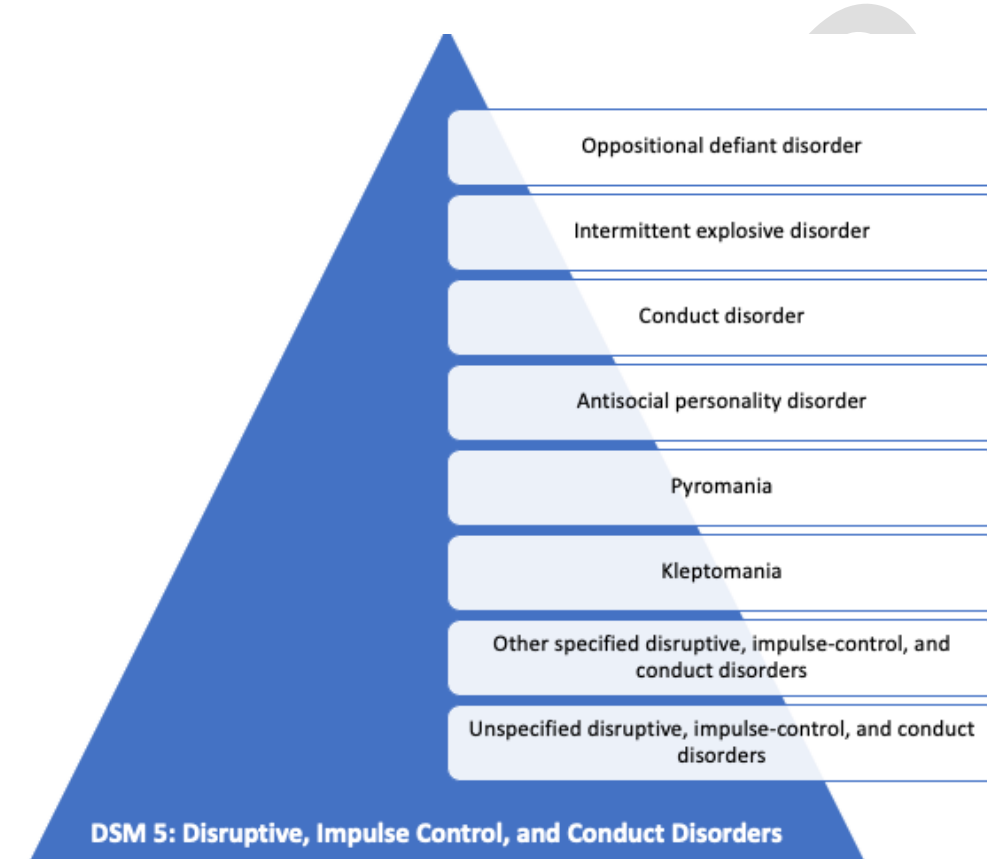 Oppositional defiant disorder
Intermittent explosive disorder
Conduct disorder
Antisocial personality disorder
Pyromania
Kleptomania
Other specified disruptive, impulse-control, and
conduct disorders
Unspecified disruptive, impulse-control, and conduct
disorders
DSM 5: Disruptive, Impulse Control, and Conduct Disorders